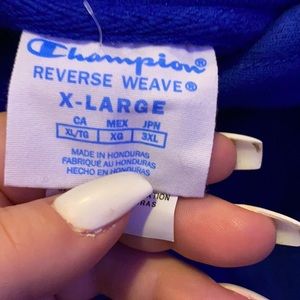 Champion®
REVERSE WEAVE®
X-LARGE
CA MEX JPN
XL/TG XG 3XL
MADE IN HONDURAS
FABRIQUÉ AU HONDURAS
HECHO EN HONDURAS